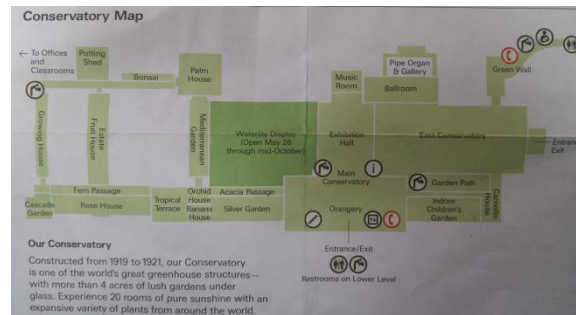 Conservatory Map
← To Offices
and
Classrooms
Potting
Shed
Bonsai
Palm
House
Music
Room
Pipe Organ
& Gallery
Ballroom
Green Wall
Growing House
Estate
Fruit House
Mediterranean
Garden
Waterlily Display
(Open May 26
through mid-October)
Exhibition
Hall
East Conservatory
Entrance
Exit
Main
Conservatory
Garden Path
Fern Passage
Cascade
Garden
Rose House
Tropical
Terrace
Orchid
House
Banana
House
Acacia Passage
Silver Garden
Orangery
Indoor
Children's
Garden
Camellia
House
Entrance/Exit
Restrooms on Lower Level
Our Conservatory
Constructed from 1919 to 1921, our Conservatory
is one of the world's great greenhouse structures—
with more than 4 acres of lush gardens under
glass. Experience 20 rooms of pure sunshine with an
expansive variety of plants from around the world.